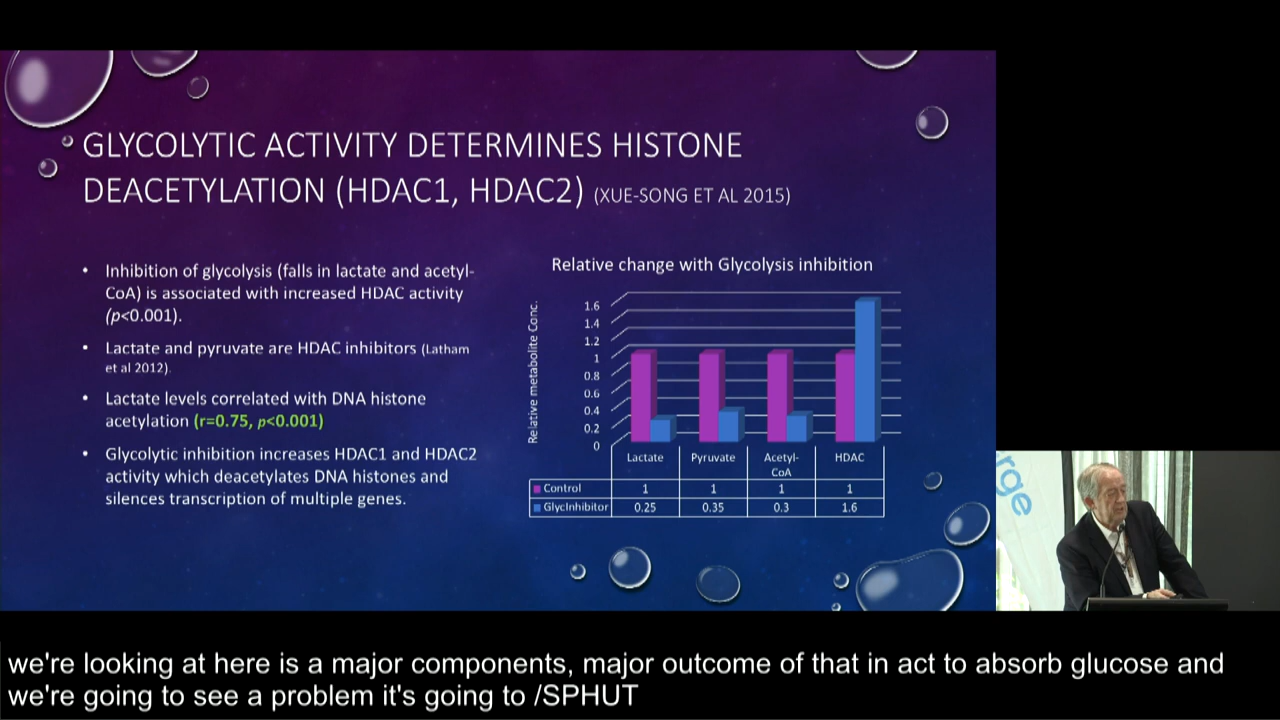 GLYCOLYTIC ACTIVITY DETERMINES HISTONE
DEACETYLATION (HDAC1, HDAC2) (XUE-SONG ET AL 2015)
• Inhibition of glycolysis (falls in lactate and acetyl-
CoA) is associated with increased HDAC activity
(p<0.001).
• Lactate and pyruvate are HDAC inhibitors (Latham
et al 2012).
• Lactate levels correlated with DNA histone
acetylation (r=0.75, p<0.001)
• Glycolytic inhibition increases HDAC1 and HDAC2
activity which deacetylates DNA histones and
silences transcription of multiple genes.
Relative change with Glycolysis inhibition
Relative metabolite Conc.
1.6
1.4
1.2
1
0.8
0.6
0.4
0.2
0
Lactate Pyruvate Acetyl-
CoA HDAC
Control 1 1 1 1
GlycInhibitor 0.25 0.35 0.3 1.6
rge
we're looking at here is a major components, major outcome of that in act to absorb glucose and
we're going to see a problem it's going to /SPHUT